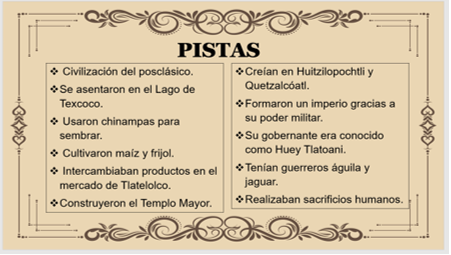 PISTAS
❖ Civilización del posclásico.
❖Se asentaron en el Lago de
Texcoco.
❖ Usaron chinampas para
sembrar.
❖ Cultivaron maíz y frijol.
❖ Intercambiaban productos en el
mercado de Tlatelolco.
❖Construyeron el Templo Mayor.
❖Creían en Huitzilopochtli y
Quetzalcóatl.
❖Formaron un imperio gracias a
su poder militar.
❖Su gobernante era conocido
como Huey Tlatoani.
❖Tenían guerreros águila y
jaguar.
❖Realizaban sacrificios humanos.